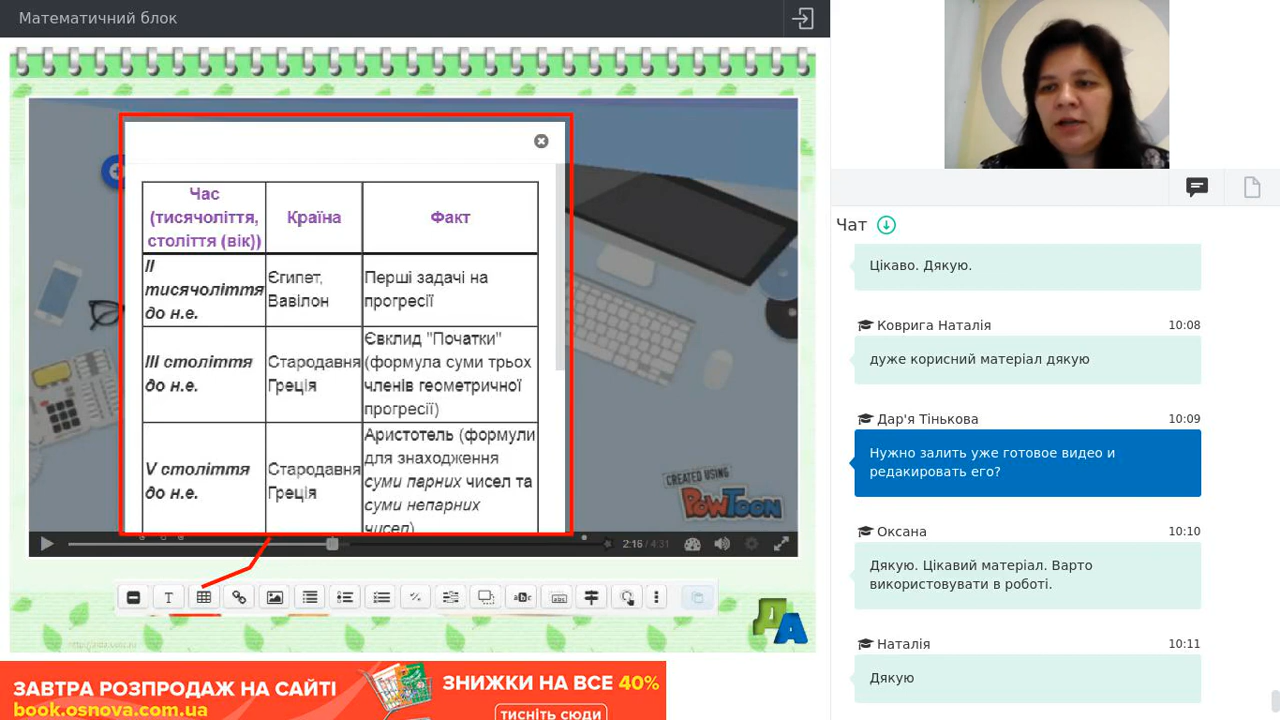 Математичний блок
Час
(тисячоліття,
століття (вік))
Країна
Факт
II
тисячоліття
до н.е.
Єгипет,
Вавілон
Перші задачі на
прогресії
III століття
до н.е.
Стародавня
Греція
Євклид "Початки"
(формула суми трьох
членів геометричної
прогресії)
V століття
до н.е.
Стародавня
Греція
Аристотель (формули
для знаходження
суми парних чисел та
суми непарних
чисел)
CREATED USING
POWTOON
2:16 / 4:31
T
abc
ДА
ЗАВТРА РОЗПРОДАЖ НА САЙТІ
book.osnova.com.ua
ЗНИЖКИ НА ВСЕ 40%
тисніть сюди
Чат
Цікаво. Дякую.
Коврига Наталія 10:08
дуже корисний матеріал дякую
Дар'я Тінькова 10:09
Нужно залить уже готовое видео и
редакировать его?
Оксана 10:10
Дякую. Цікавий матеріал. Варто
використовувати в роботі.
Наталія 10:11
Дякую